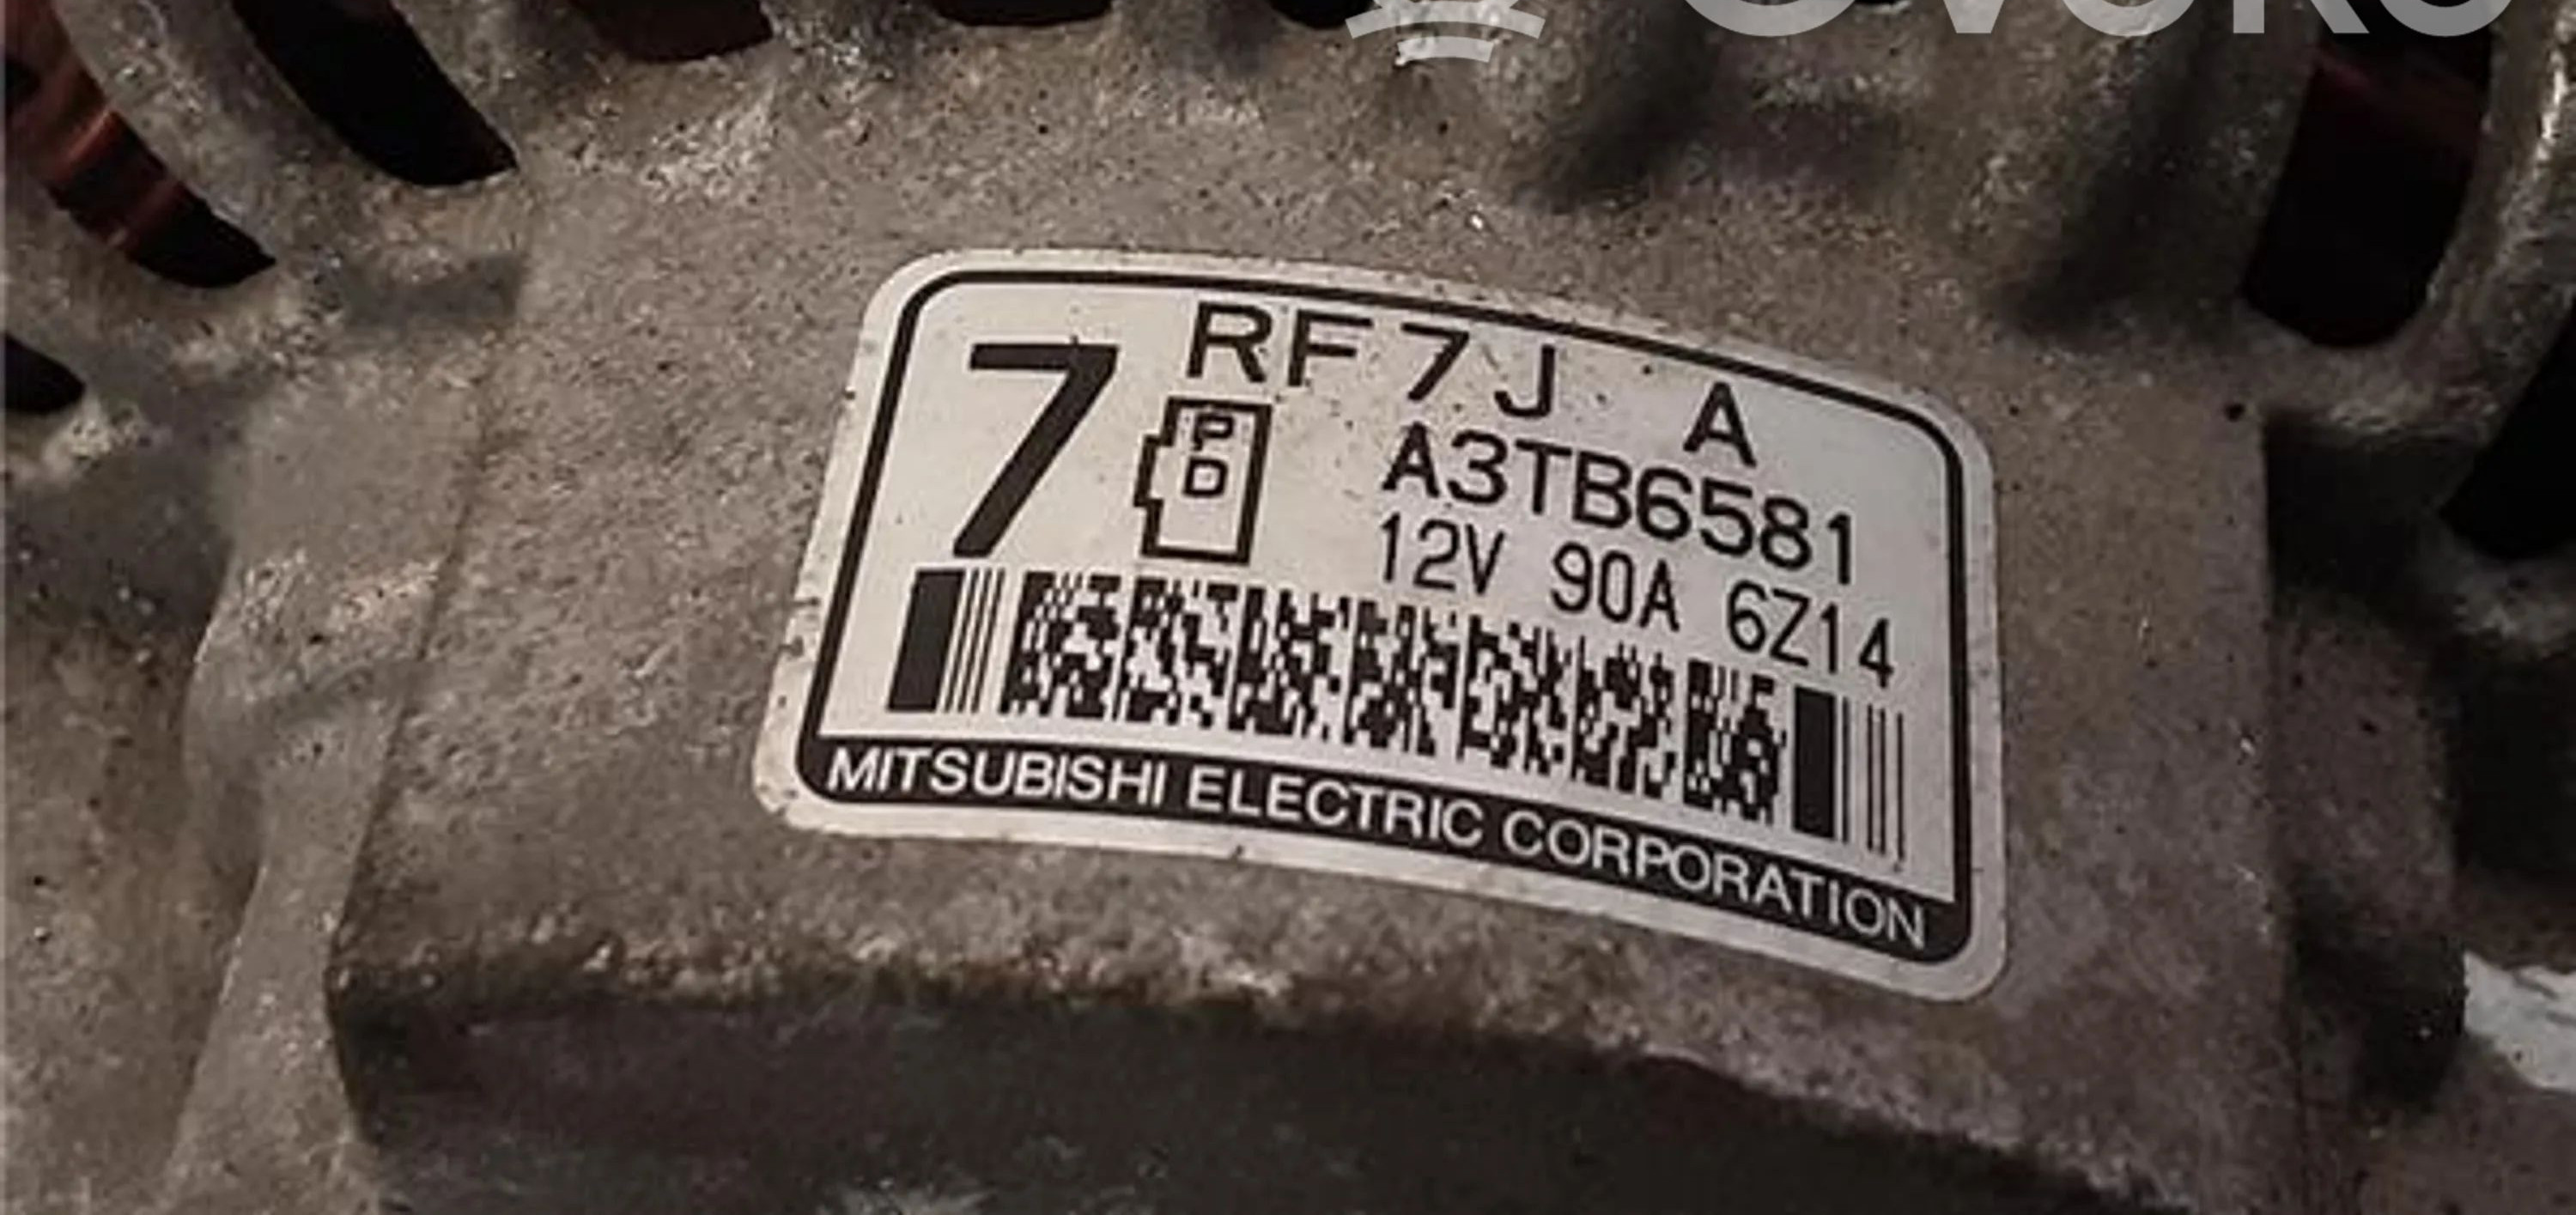 RF7J A
7
PD
A3TB6581
12V 90A 6Z14
MITSUBISHI ELECTRIC CORPORATION